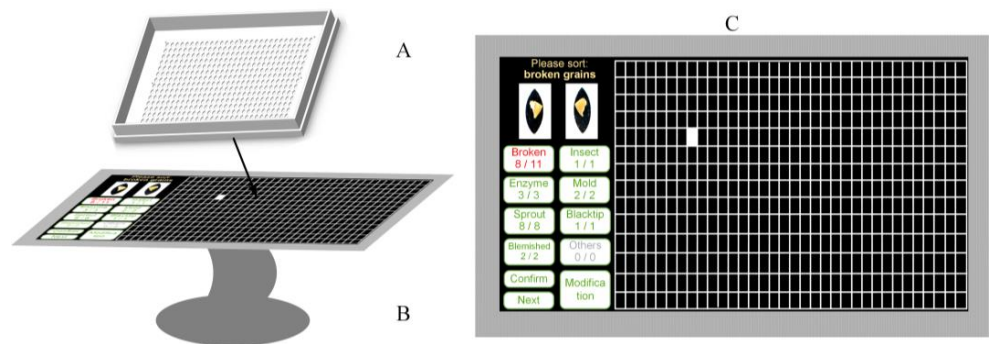 A
B
C
Please sort:
broken grains
Broken
8 / 11
Insect
1 / 1
Enzyme
3 / 3
Mold
2 / 2
Sprout
8 / 8
Blacktip
1 / 1
Blemished
2 / 2
Others
0 / 0
Confirm
Modifica
tion
Next